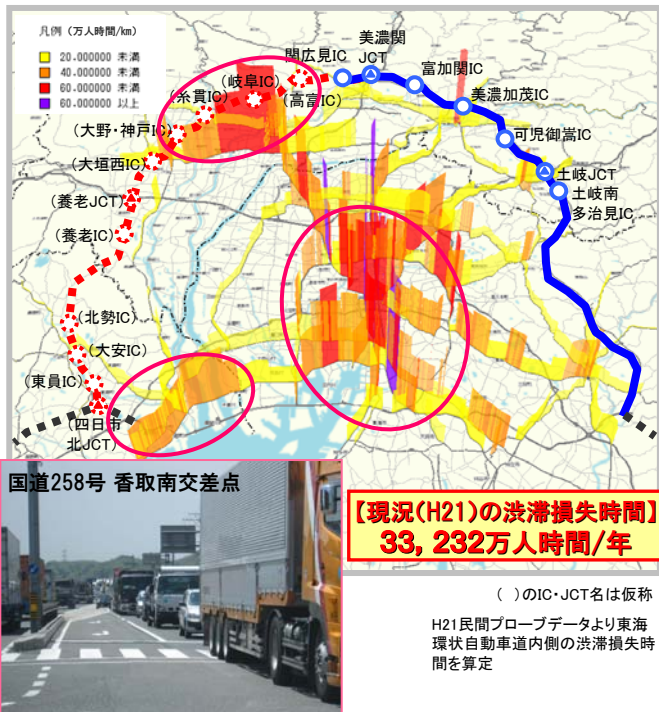 凡例 (万人時間/km)
20.000000 未満
40.000000 未満
60.000000 未満
60.000000 以上
関広見IC
美濃関
JCT
富加関IC
美濃加茂IC
可児御嵩IC
土岐JCT
土岐南
多治見IC
(高富IC)
(岐阜IC)
(糸貫IC)
(大野・神戸IC)
(大垣西IC)
(養老JCT)
(養老IC)
(北勢IC)
(大安IC)
(東員IC)
(四日市
北JCT)
国道258号 香取南交差点
【現況(H21)の渋滞損失時間】
33,232万人時間/年
( )のIC・JCT名は仮称
H21民間プローブデータより東海
環状自動車道内側の渋滞損失時
間を算定